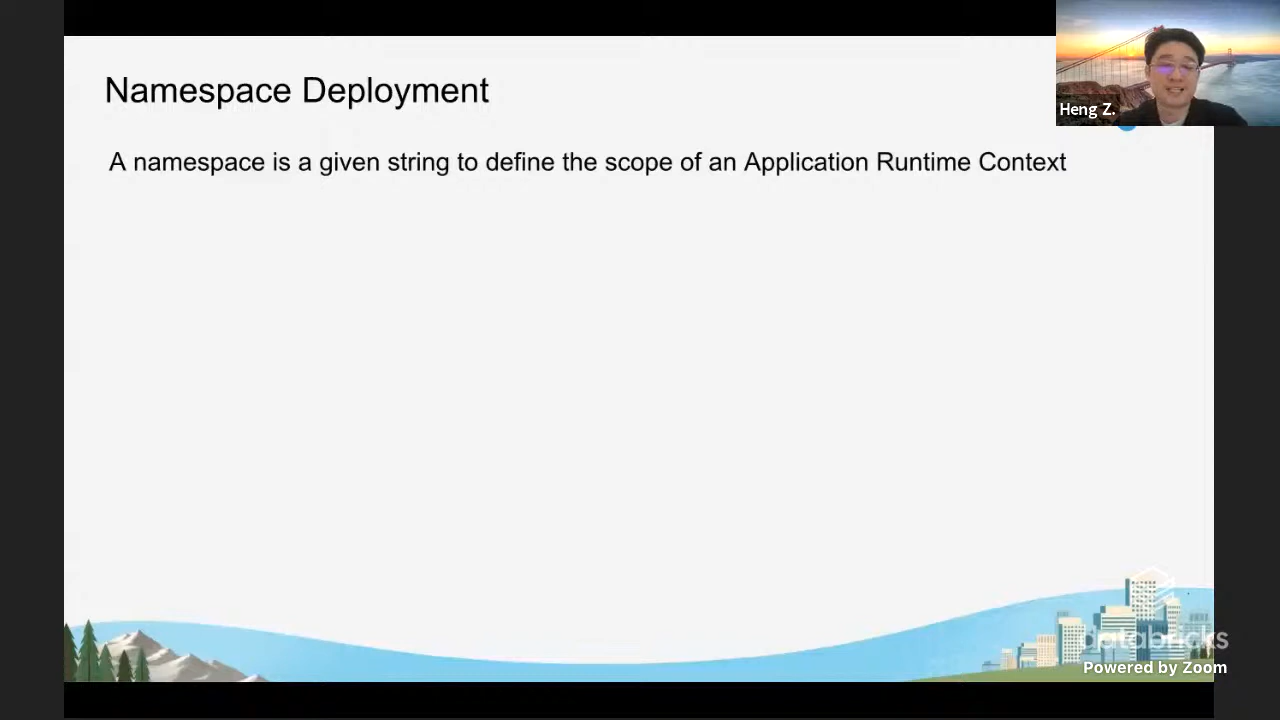 Namespace Deployment
Heng Z.
A namespace is a given string to define the scope of an Application Runtime Context
databricks
Powered by Zoom